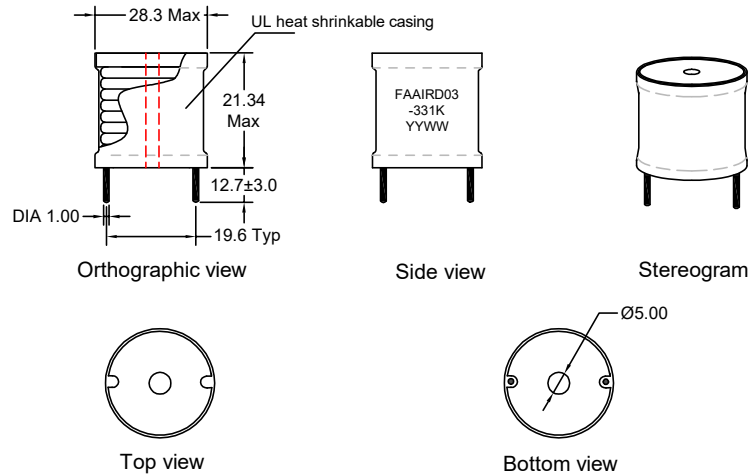 28.3 Max
UL heat shrinkable casing
21.34
Max
12.7±3.0
DIA 1.00
19.6 Typ
Orthographic view
FAAIRD03
-331K
YYWW
Side view
Stereogram
Top view
Ø5.00
Bottom view